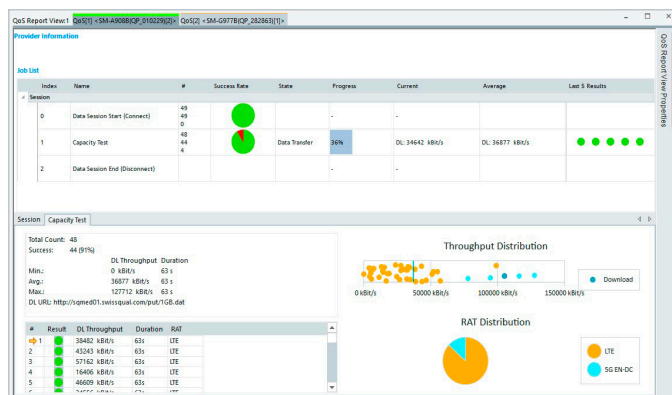 QoS Report View:1 QoS[1] <SM-A908B(QP_010229)[2]> QoS[2] <SM-G977B(QP_282863)[1]>
Provider Information
Job List
Index Name # Success Rate State Progress Current Average Last 5 Results
Session
0 Data Session Start (Connect) 49 49 0 - -
1 Capacity Test 48 44 4 Data Transfer 36% DL: 34642 kBit/s DL: 36877 kBit/s
2 Data Session End (Disconnect) - -
QoS Report View Properties
Session Capacity Test
Total Count: 48
Success: 44 (91%)
DL Throughput Duration
Min.: 0 kBit/s 63 s
Avg.: 36877 kBit/s 63 s
Max.: 127712 kBit/s 63 s
DL URL: http://sqmed01.swissqual.com/put/1GB.dat
# Result DL Throughput Duration RAT
1 38482 kBit/s 63s LTE
2 43243 kBit/s 63s LTE
3 57162 kBit/s 63s LTE
4 16406 kBit/s 63s LTE
5 46609 kBit/s 63s LTE
Throughput Distribution
0 kBit/s 50000 kBit/s 100000 kBit/s 150000 kBit/s
Download
RAT Distribution
LTE
5G EN-DC